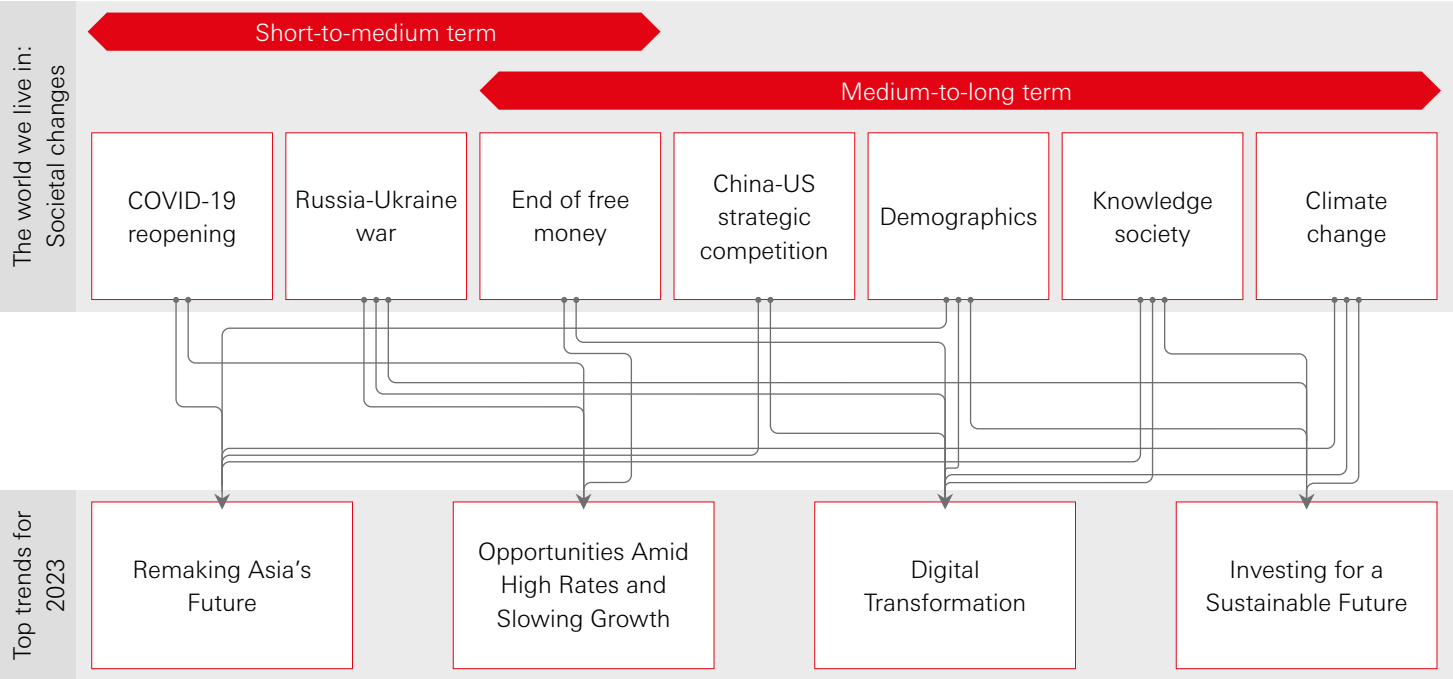 The world we live in:
Societal changes
Short-to-medium term
Medium-to-long term
COVID-19
reopening
Russia-Ukraine
war
End of free
money
China-US
strategic
competition
Demographics
Knowledge
society
Climate
change
Top trends for
2023
Remaking Asia’s
Future
Opportunities Amid
High Rates and
Slowing Growth
Digital
Transformation
Investing for a
Sustainable Future